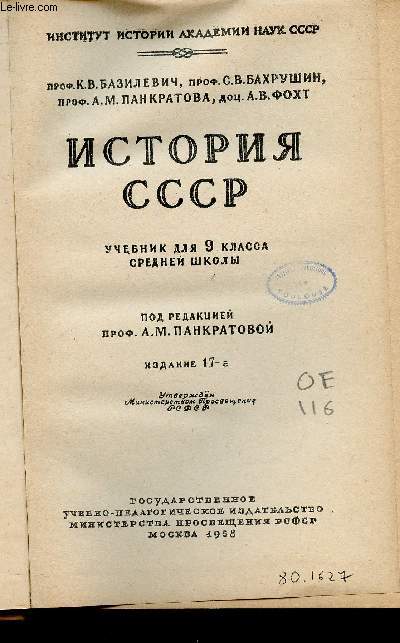 © Le-Livre.com
ИНСТИТУТ ИСТОРИИ АКАДЕМИИ НАУК СССР
ПРОФ. К. В. БАЗИЛЕВИЧ, ПРОФ. С. В. БАХРУШИН,
ПРОФ. А. М. ПАНКРАТОВА, ДОЦ. А. В. ФОХТ
ИСТОРИЯ
СССР
УЧЕБНИК ДЛЯ 9 КЛАССА
СРЕДНЕЙ ШКОЛЫ
TOULOUSE
ПОД РЕДАКЦИЕЙ
ПРОФ. А. М. ПАНКРАТОВОЙ
ИЗДАНИЕ 17-е
OE
116
Утверждён
Министерством Просвещения
РСФСР
ГОСУДАРСТВЕННОЕ
УЧЕБНО-ПЕДАГОГИЧЕСКОЕ ИЗДАТЕЛЬСТВО
МИНИСТЕРСТВА ПРОСВЕЩЕНИЯ РСФСР
МОСКВА 1958
80.1627